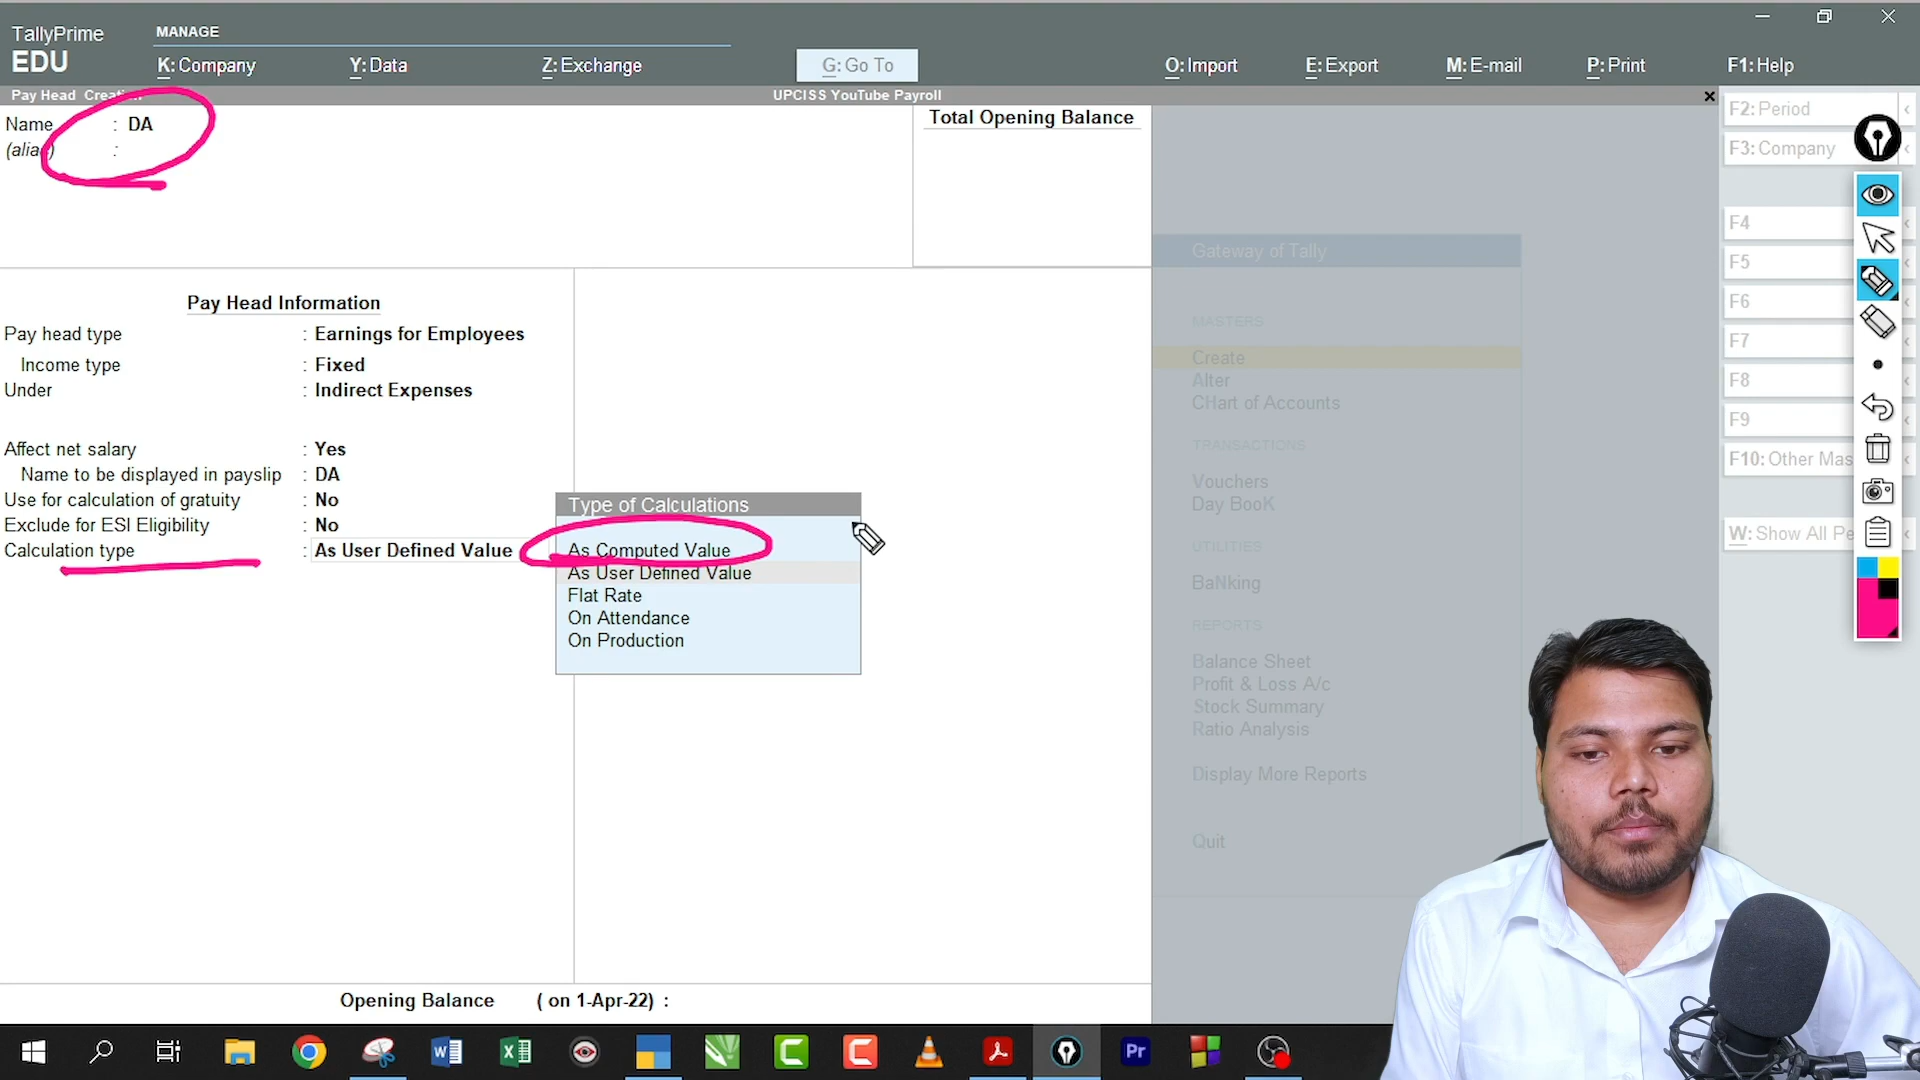 TallyPrime
EDU
MANAGE
K: Company
Y: Data
Z: Exchange
G: Go To
O: Import
E: Export
M: E-mail
P: Print
F1: Help
Pay Head Creation
UPCISS YouTube Payroll
Name : DA
(alias) :
Total Opening Balance
Pay Head Information
Pay head type : Earnings for Employees
Income type : Fixed
Under : Indirect Expenses
Affect net salary : Yes
Name to be displayed in payslip : DA
Use for calculation of gratuity : No
Exclude for ESI Eligibility : No
Calculation type : As User Defined Value
Type of Calculations
As Computed Value
As User Defined Value
Flat Rate
On Attendance
On Production
Opening Balance ( on 1-Apr-22) :
Gateway of Tally
MASTERS
Create
Alter
CHart of Accounts
TRANSACTIONS
Vouchers
Day BooK
UTILITIES
BaNking
REPORTS
Balance Sheet
Profit & Loss A/c
Stock Summary
Ratio Analysis
Display More Reports
Quit
F2: Period
F3: Company
F4
F5
F6
F7
F8
F9
F10: Other Mas
W: Show All Pe
Pr